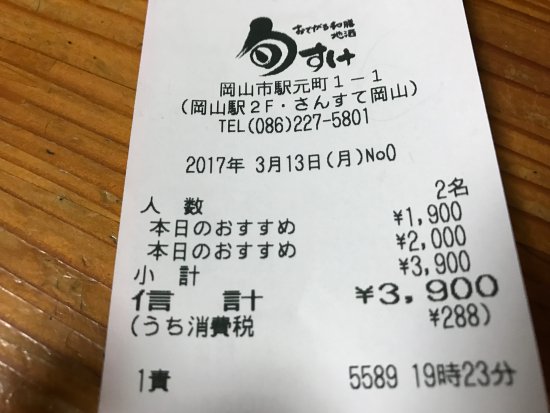 おてがる和膳
地酒
旬すけ
岡山市駅元町1-1
(岡山駅2F・さんすて岡山)
TEL(086)227-5801
2017年 3月13日(月)No0
人 数 2名
本日のおすすめ ¥1,900
本日のおすすめ ¥2,000
小 計 ¥3,900
信 計 ¥3,900
(うち消費税 ¥288)
1責 5589 19時23分